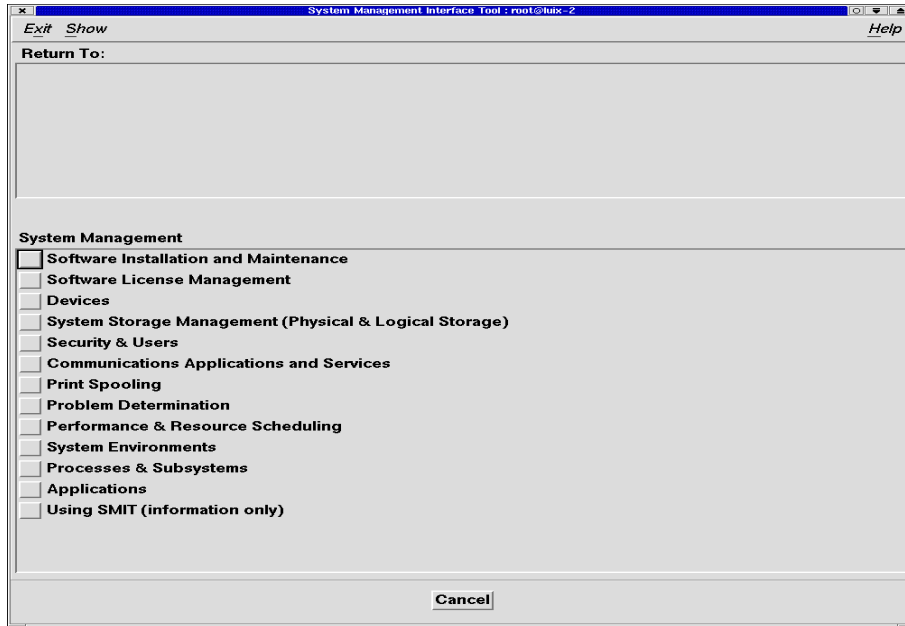 System Management Interface Tool : root@luix-2
Exit Show Help
Return To:
System Management
Software Installation and Maintenance
Software License Management
Devices
System Storage Management (Physical & Logical Storage)
Security & Users
Communications Applications and Services
Print Spooling
Problem Determination
Performance & Resource Scheduling
System Environments
Processes & Subsystems
Applications
Using SMIT (information only)
Cancel